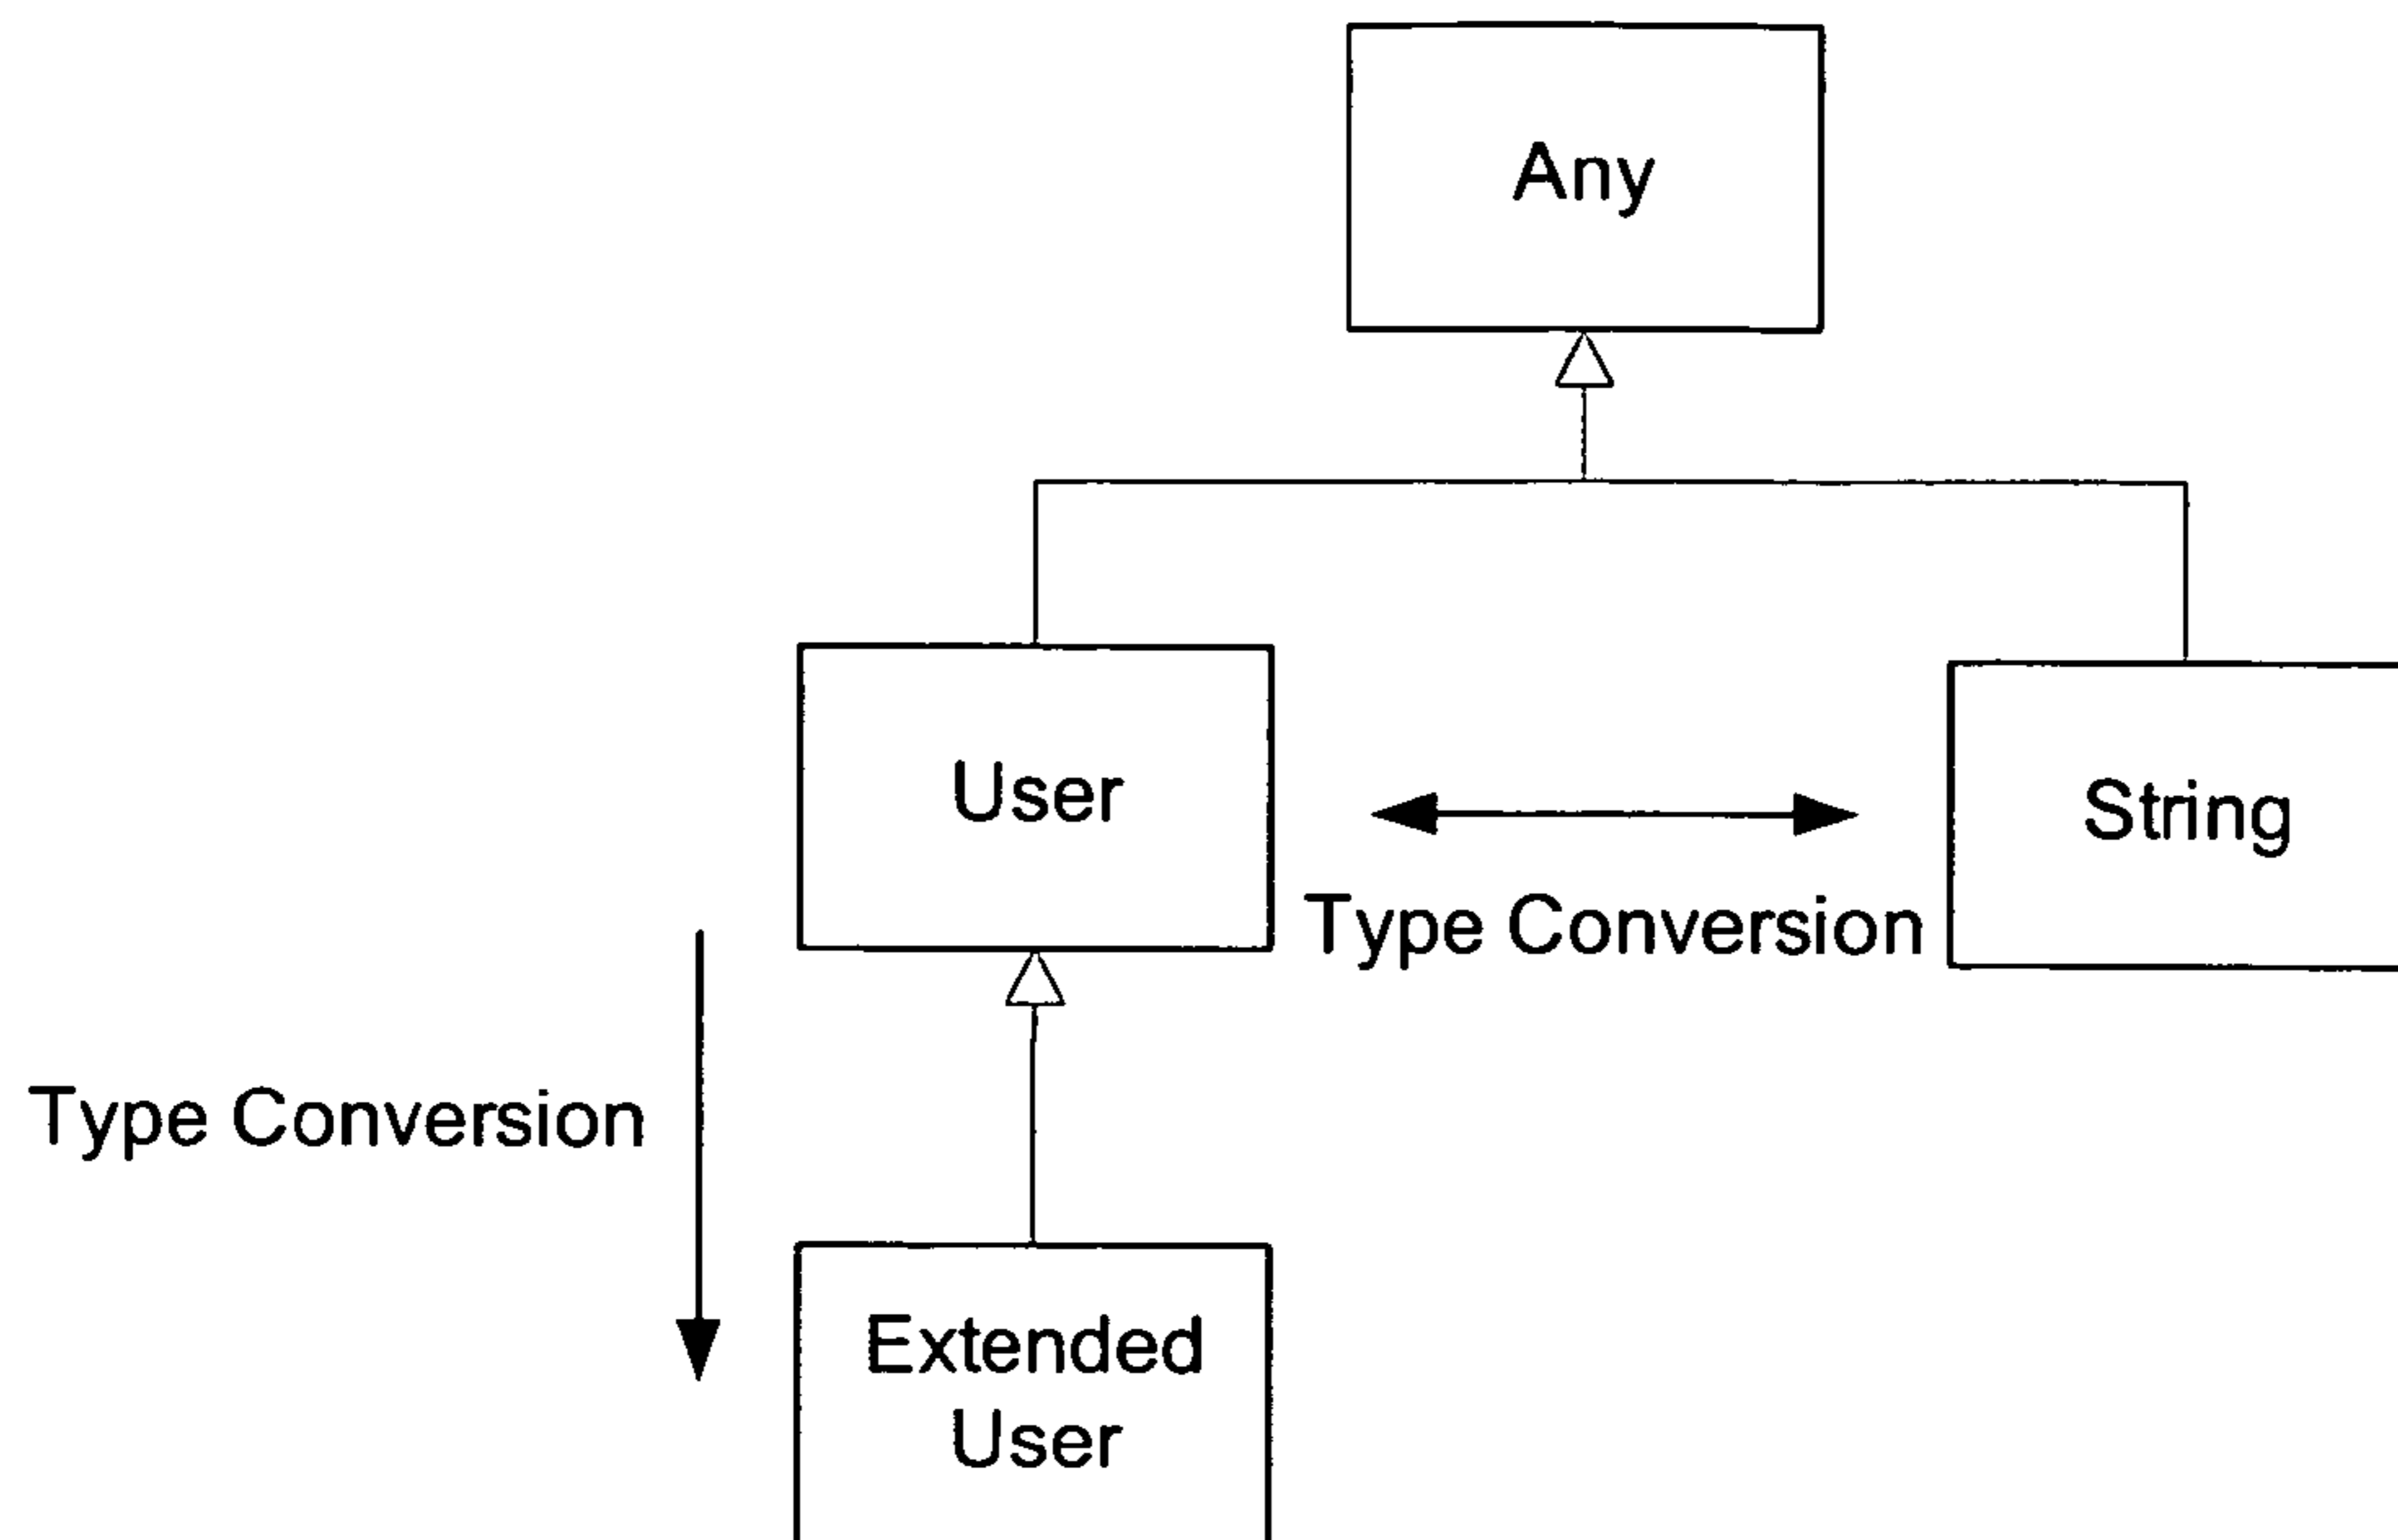 Any
User
String
Type Conversion
Type Conversion
Extended
User